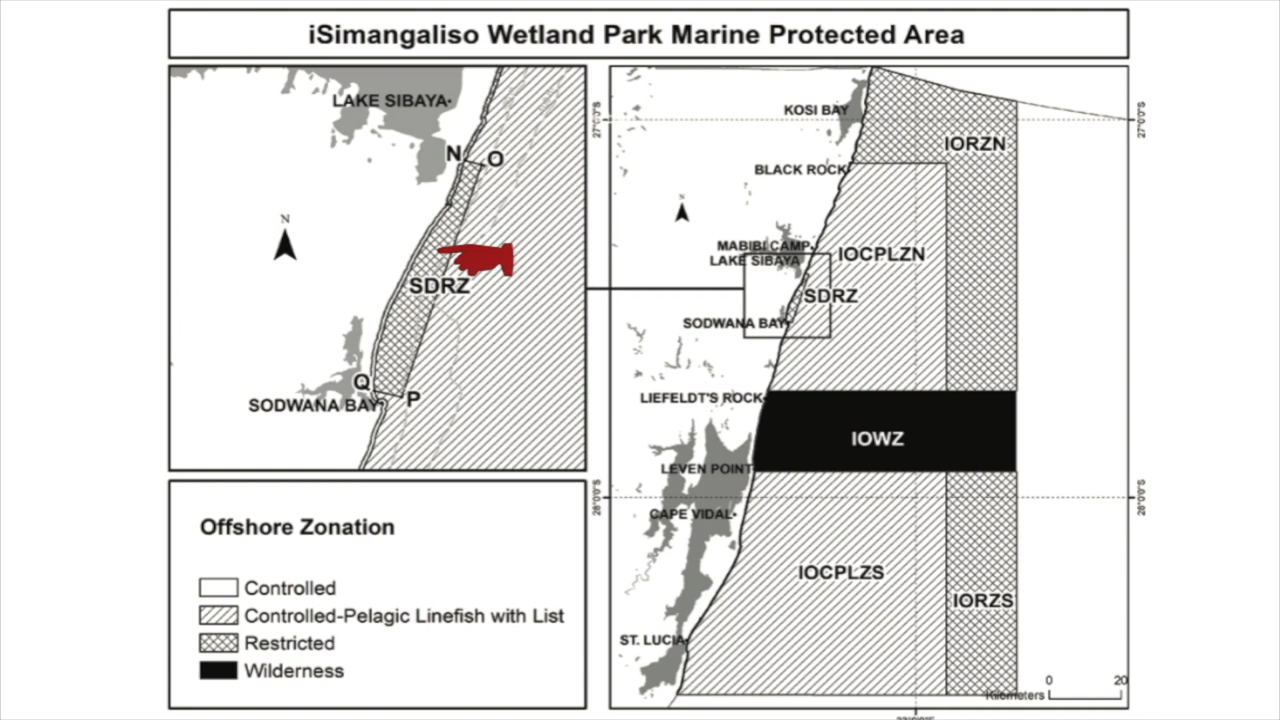 iSimangaliso Wetland Park Marine Protected Area
LAKE SIBAYA
N
O
N
SDRZ
Q
P
SODWANA BAY
Offshore Zonation
Controlled
Controlled-Pelagic Linefish with List
Restricted
Wilderness
KOSI BAY
27°0'0"S
27°0'0"S
IORZN
BLACK ROCK
N
MABIBI CAMP
LAKE SIBAYA
IOCPLZN
SDRZ
SODWANA BAY
LIEFELDT'S ROCK
IOWZ
LEVEN POINT
28°0'0"S
28°0'0"S
CAPE VIDAL
IOCPLZS
IORZS
ST. LUCIA
0 20
Kilometers